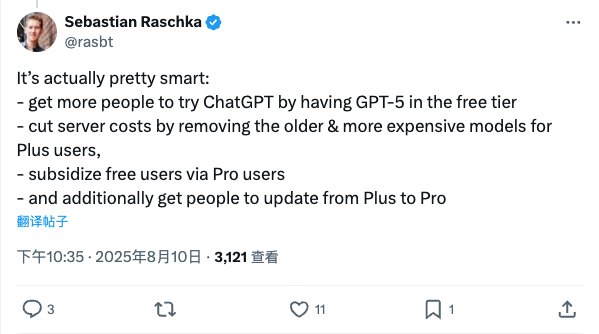 Sebastian Raschka
@rasbt
It’s actually pretty smart:
- get more people to try ChatGPT by having GPT-5 in the free tier
- cut server costs by removing the older & more expensive models for
Plus users,
- subsidize free users via Pro users
- and additionally get people to update from Plus to Pro
翻译帖子
下午10:35 · 2025年8月10日 · 3,121 查看
3 11 1